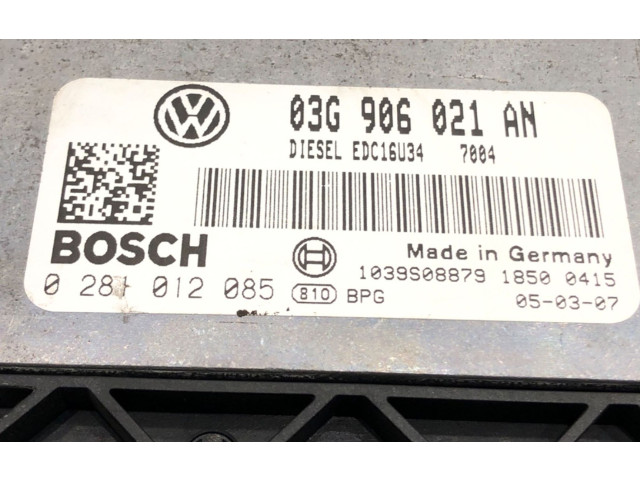 03G 906 021 AN
DIESEL EDC16U34 7004
BOSCH
Made in Germany
1039S08879 1850 0415
0 281 012 085 810 BPG 05-03-07